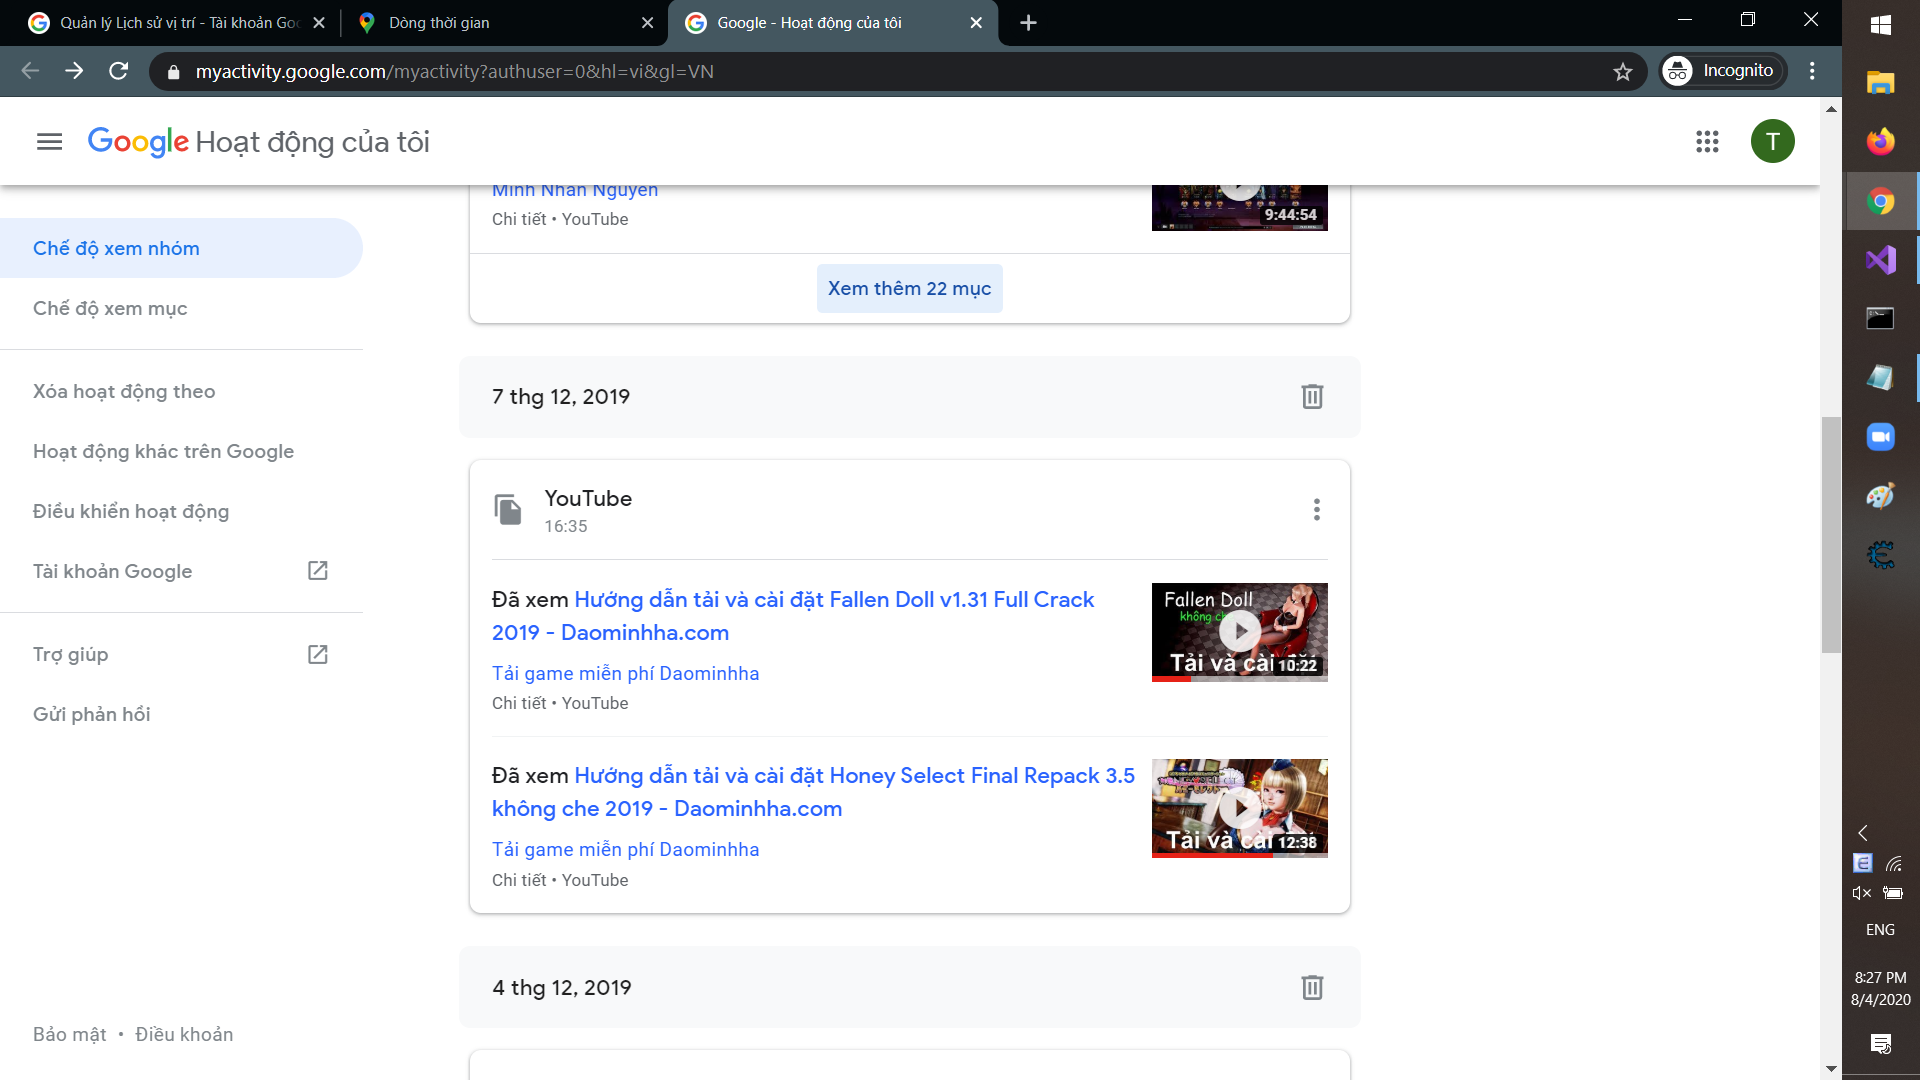 Quản lý Lịch sử vị trí - Tài khoản Goo
Dòng thời gian
Google - Hoạt động của tôi
myactivity.google.com/myactivity?authuser=0&hl=vi&gl=VN
Incognito
Google Hoạt động của tôi
T
Chế độ xem nhóm
Chế độ xem mục
Xóa hoạt động theo
Hoạt động khác trên Google
Điều khiển hoạt động
Tài khoản Google
Trợ giúp
Gửi phản hồi
Bảo mật • Điều khoản
Minh Nhan Nguyen
Chi tiết • YouTube
9:44:54
Xem thêm 22 mục
7 thg 12, 2019
YouTube
16:35
Đã xem Hướng dẫn tải và cài đặt Fallen Doll v1.31 Full Crack
2019 - Daominhha.com
Tải game miễn phí Daominhha
Chi tiết • YouTube
Fallen Doll
không che
Tải và cài đặt
10:22
Đã xem Hướng dẫn tải và cài đặt Honey Select Final Repack 3.5
không che 2019 - Daominhha.com
Tải game miễn phí Daominhha
Chi tiết • YouTube
Tải và cài
12:38
4 thg 12, 2019
ENG
8:27 PM
8/4/2020